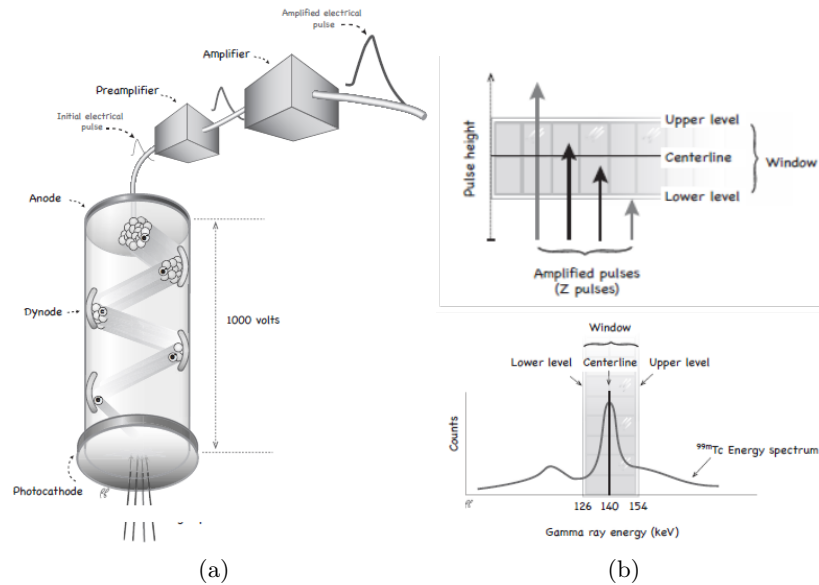 Amplified electrical
pulse
Amplifier
Preamplifier
Initial electrical
pulse
Anode
Dynode
1000 volts
Photocathode
(a)
Pulse height
Upper level
Centerline
Window
Lower level
Amplified pulses
(Z pulses)
Window
Lower level Centerline Upper level
Counts
99mTc Energy spectrum
126 140 154
Gamma ray energy (keV)
(b)